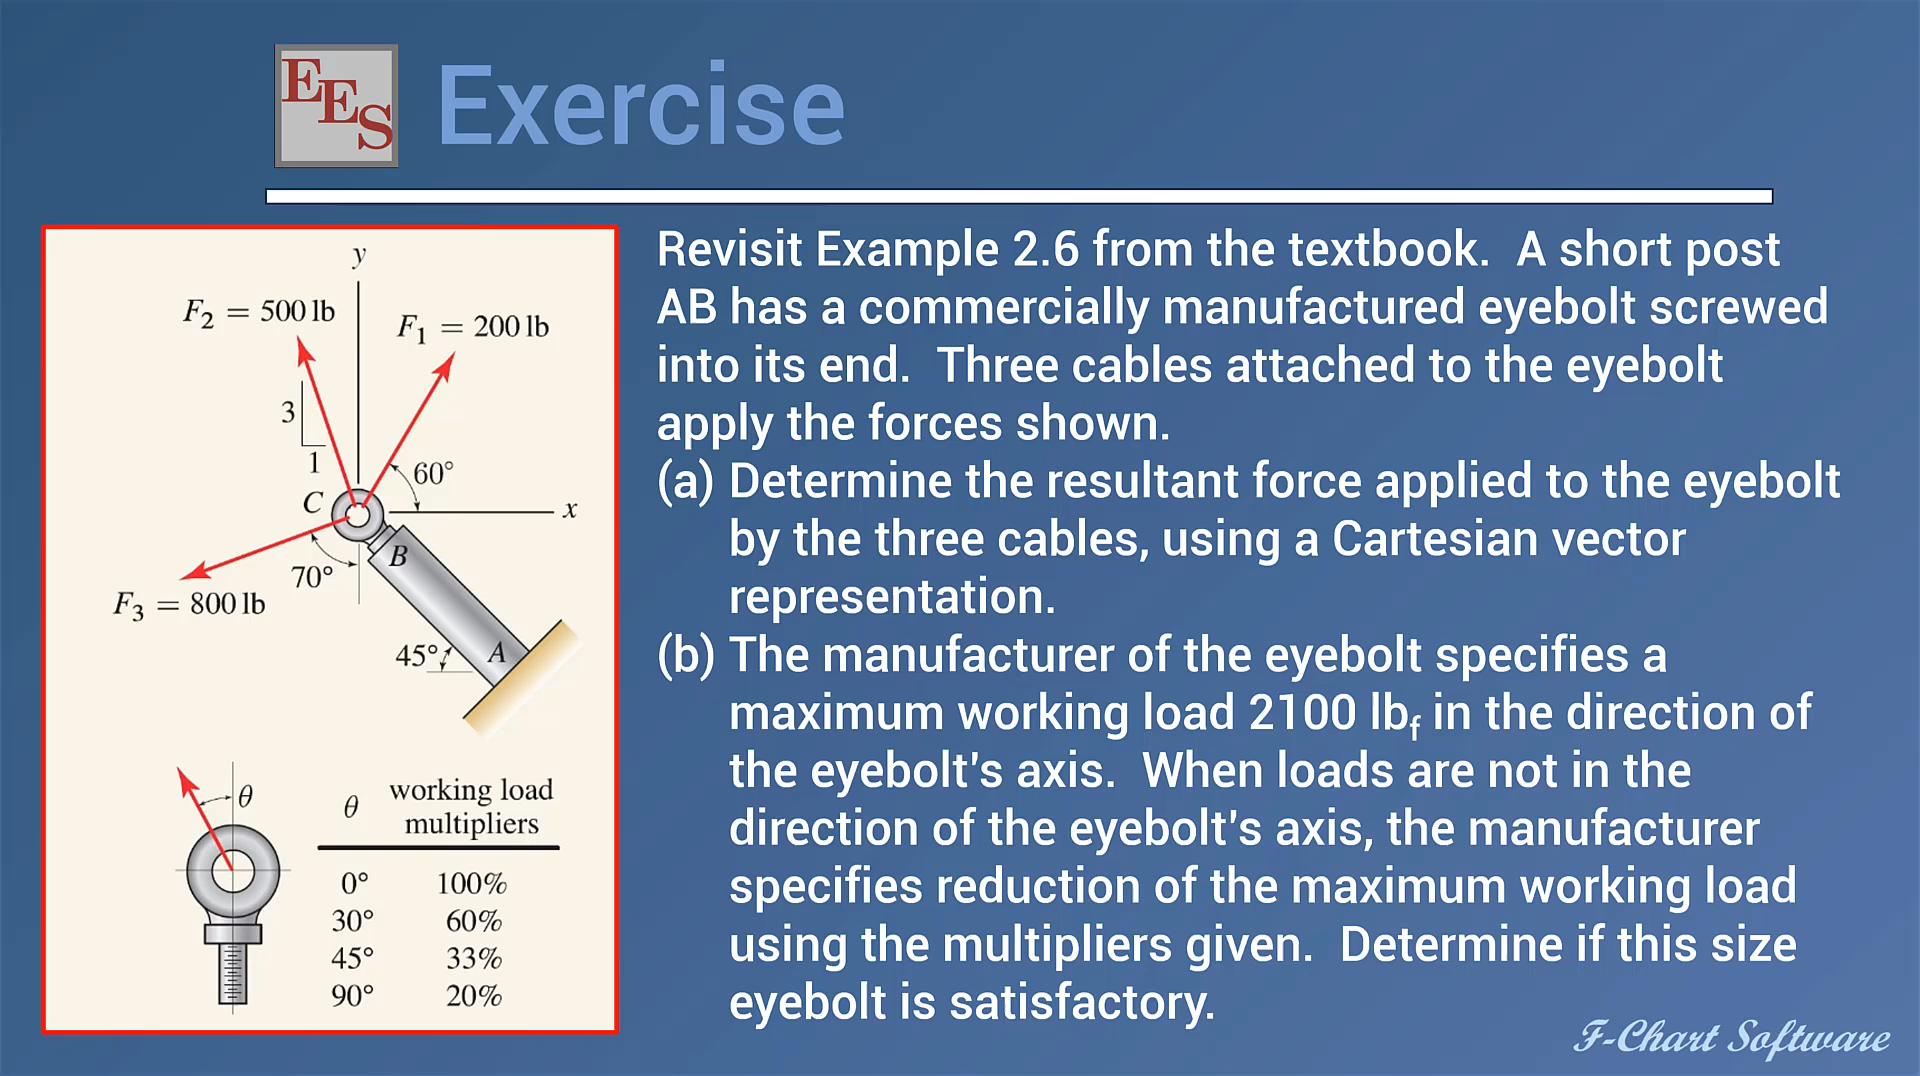 EES
Exercise
y
F2 = 500 lb
F1 = 200 lb
3
1
60°
C
x
B
70°
F3 = 800 lb
45°
A
θ
θ working load
multipliers
0° 100%
30° 60%
45° 33%
90° 20%
Revisit Example 2.6 from the textbook. A short post
AB has a commercially manufactured eyebolt screwed
into its end. Three cables attached to the eyebolt
apply the forces shown.
(a) Determine the resultant force applied to the eyebolt
by the three cables, using a Cartesian vector
representation.
(b) The manufacturer of the eyebolt specifies a
maximum working load 2100 lbf in the direction of
the eyebolt's axis. When loads are not in the
direction of the eyebolt's axis, the manufacturer
specifies reduction of the maximum working load
using the multipliers given. Determine if this size
eyebolt is satisfactory.
F-Chart Software